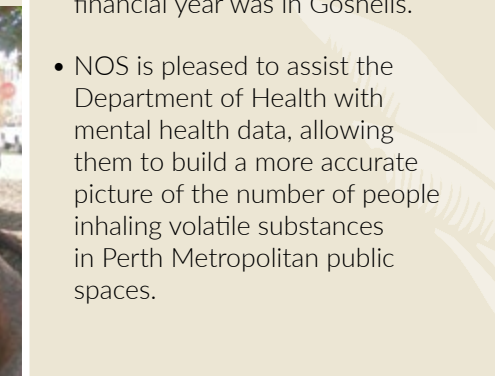 financial year was in Gosnells.
• NOS is pleased to assist the
Department of Health with
mental health data, allowing
them to build a more accurate
picture of the number of people
inhaling volatile substances
in Perth Metropolitan public
spaces.